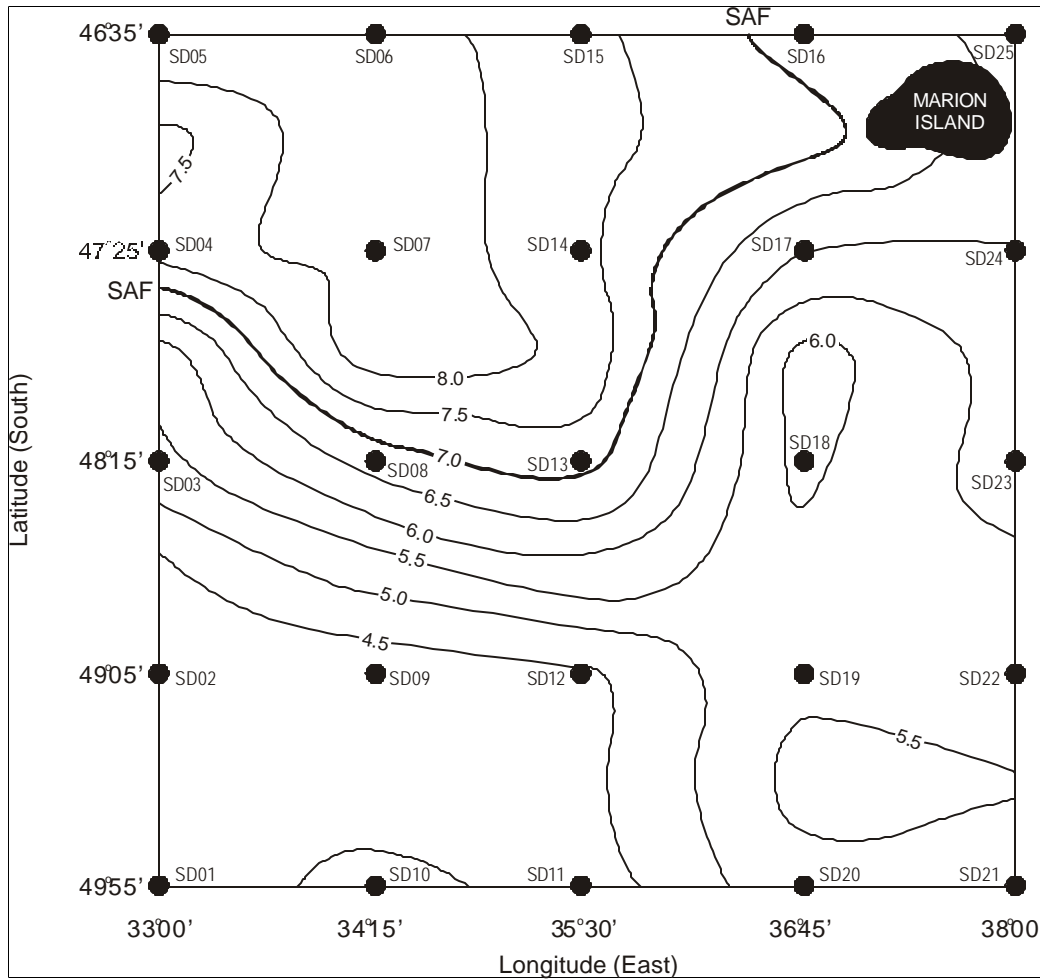 SAF
46°35'
SD05
SD06
SD15
SD16
SD25
MARION
ISLAND
7.5
47°25'
SD04
SD07
SD14
SD17
SD24
SAF
6.0
8.0
7.5
7.0
SD18
48°15'
SD03
SD08
SD13
SD23
6.5
6.0
5.5
5.0
4.5
49°05'
SD02
SD09
SD12
SD19
SD22
5.5
49°55'
SD01
SD10
SD11
SD20
SD21
33°00'
34°15'
35°30'
36°45'
38°00
Latitude (South)
Longitude (East)